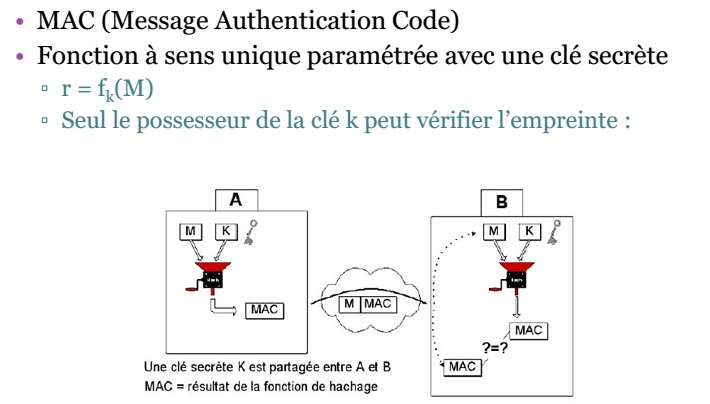 • MAC (Message Authentication Code)
• Fonction à sens unique paramétrée avec une clé secrète
▫ r = fk(M)
▫ Seul le possesseur de la clé k peut vérifier l’empreinte :
A
B
M K
M K
MAC
M MAC
MAC
?=?
MAC
Une clé secrète K est partagée entre A et B
MAC = résultat de la fonction de hachage